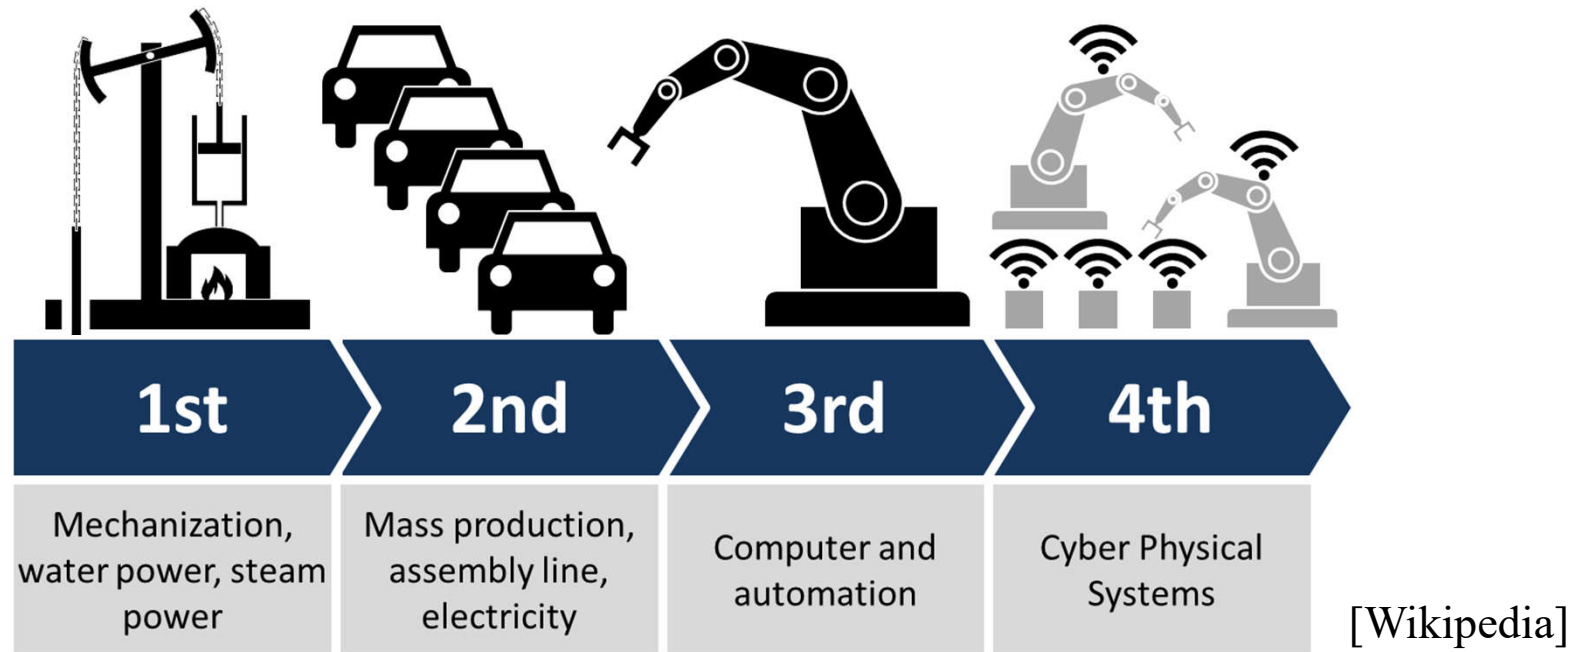 1st
2nd
3rd
4th
Mechanization,
water power, steam
power
Mass production,
assembly line,
electricity
Computer and
automation
Cyber Physical
Systems
[Wikipedia]